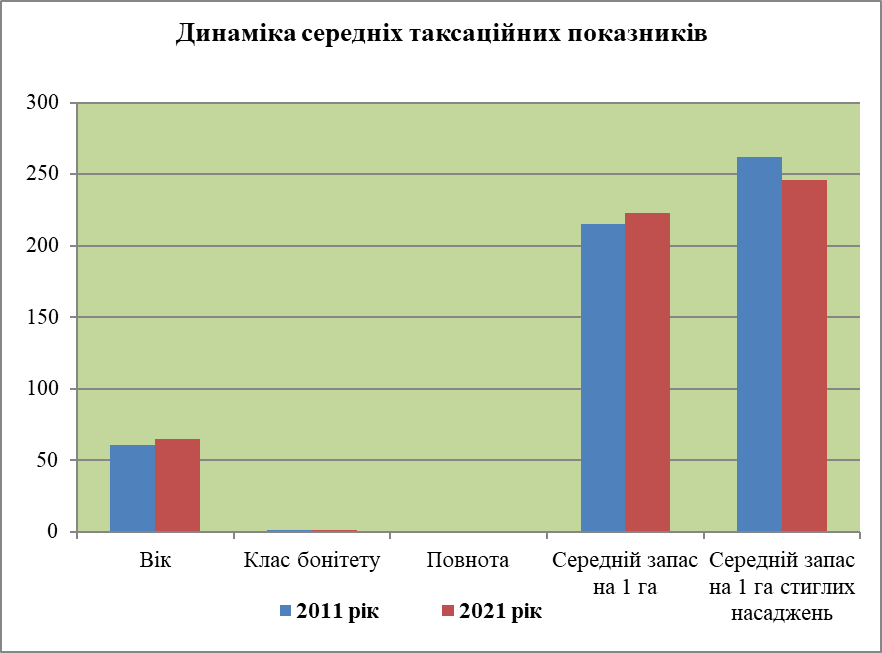 Динаміка середніх таксаційних показників
300
250
200
150
100
50
0
Вік
Клас бонітету
Повнота
Середній запас
на 1 га
Середній запас
на 1 га стиглих
насаджень
2011 рік
2021 рік